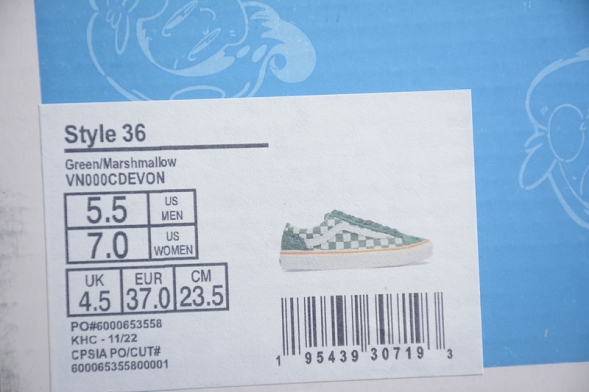 Style 36
Green/Marshmallow
VN000CDEVON
5.5 US MEN
7.0 US WOMEN
UK EUR CM
4.5 37.0 23.5
PO#6000653558
KHC - 11/22
CPSIA PO/CUT#
600065355800001
1 95439 30719 3